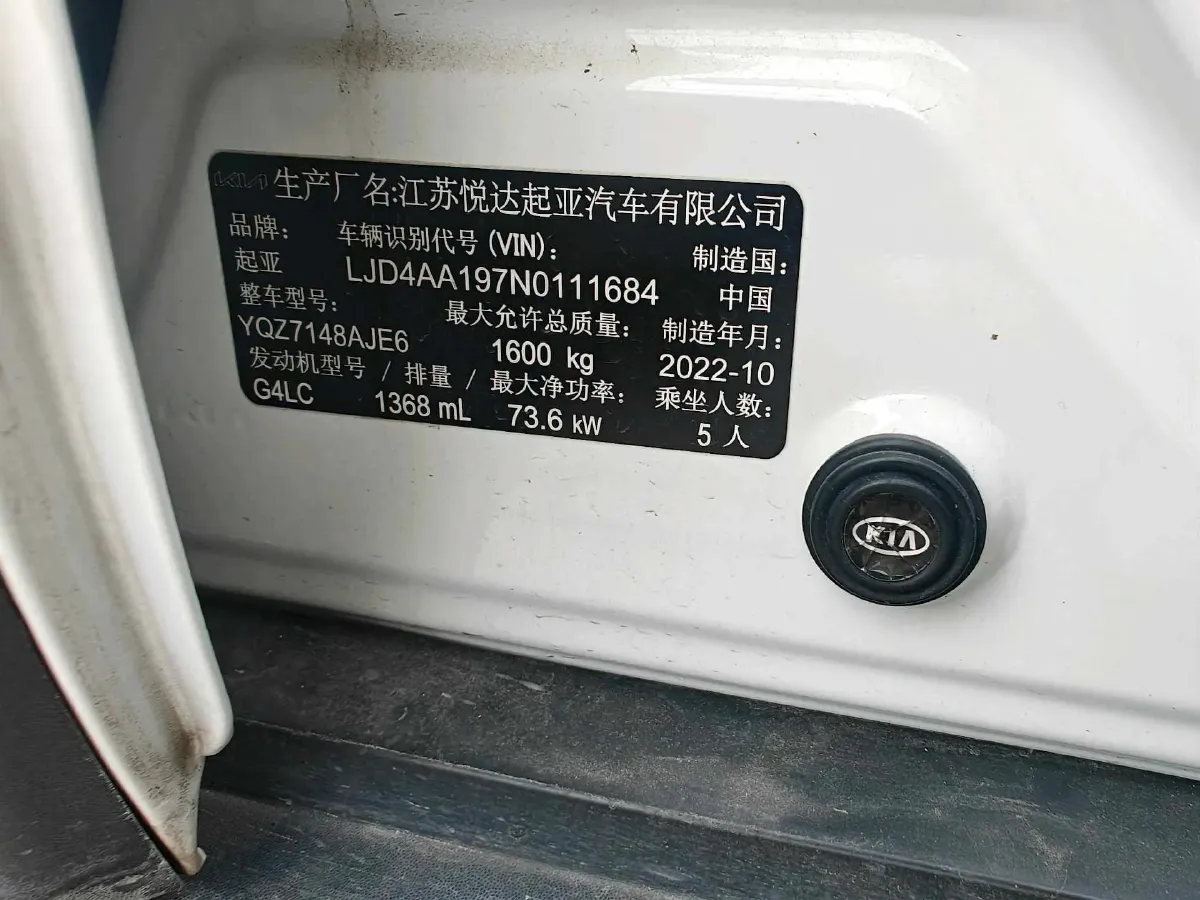 KIA 生产厂名:江苏悦达起亚汽车有限公司
品牌: 车辆识别代号(VIN): 制造国:
起亚 LJD4AA197N0111684 中国
整车型号: 最大允许总质量: 制造年月:
YQZ7148AJE6 1600 kg 2022-10
发动机型号 / 排量 / 最大净功率: 乘坐人数:
G4LC 1368 mL 73.6 kW 5 人
KIA